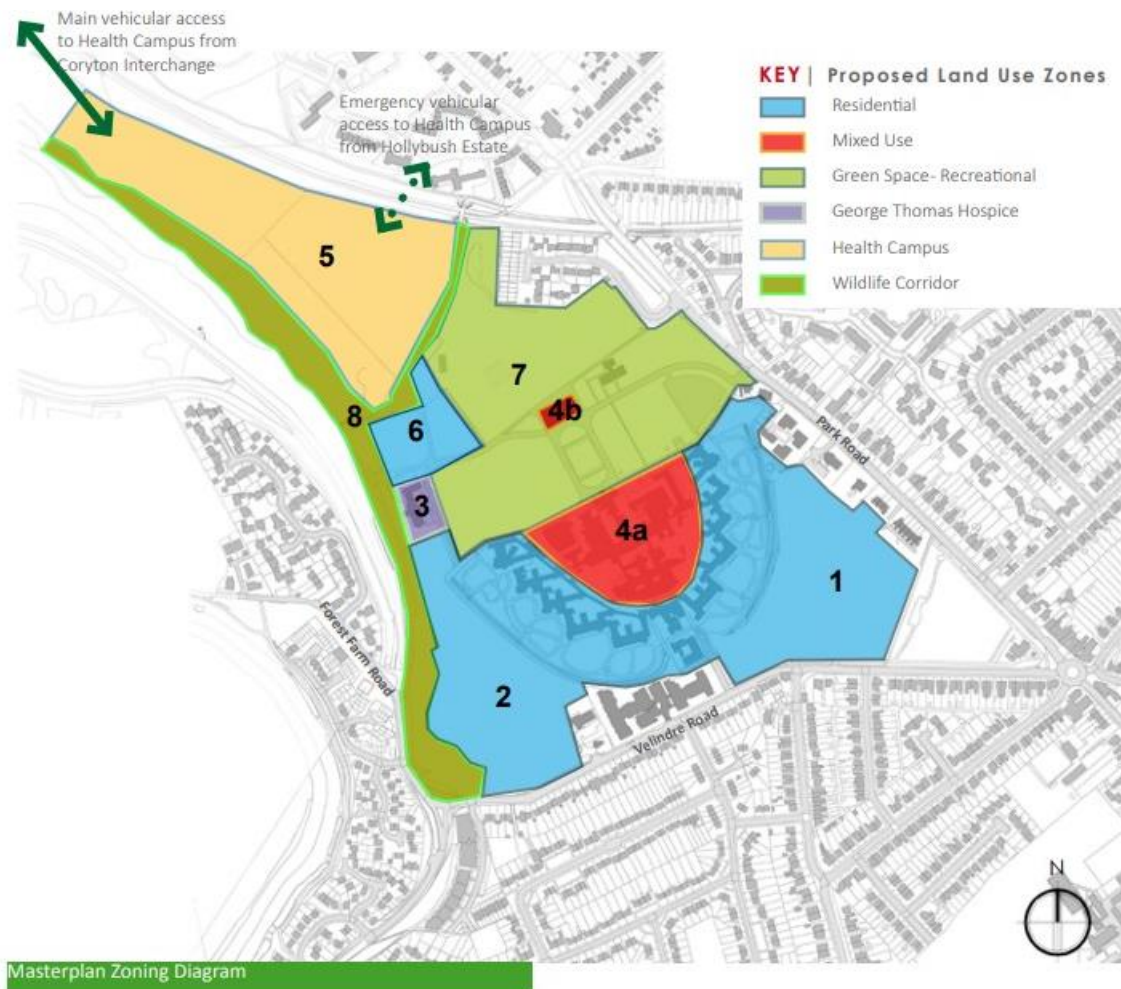 Main vehicular access
to Health Campus from
Coryton Interchange
Emergency vehicular
access to Health Campus
from Hollybush Estate
KEY | Proposed Land Use Zones
Residential
Mixed Use
Green Space- Recreational
George Thomas Hospice
Health Campus
Wildlife Corridor
5
7
4b
8
6
Park Road
3
4a
1
Forest Farm Road
2
Velindre Road
N
Masterplan Zoning Diagram